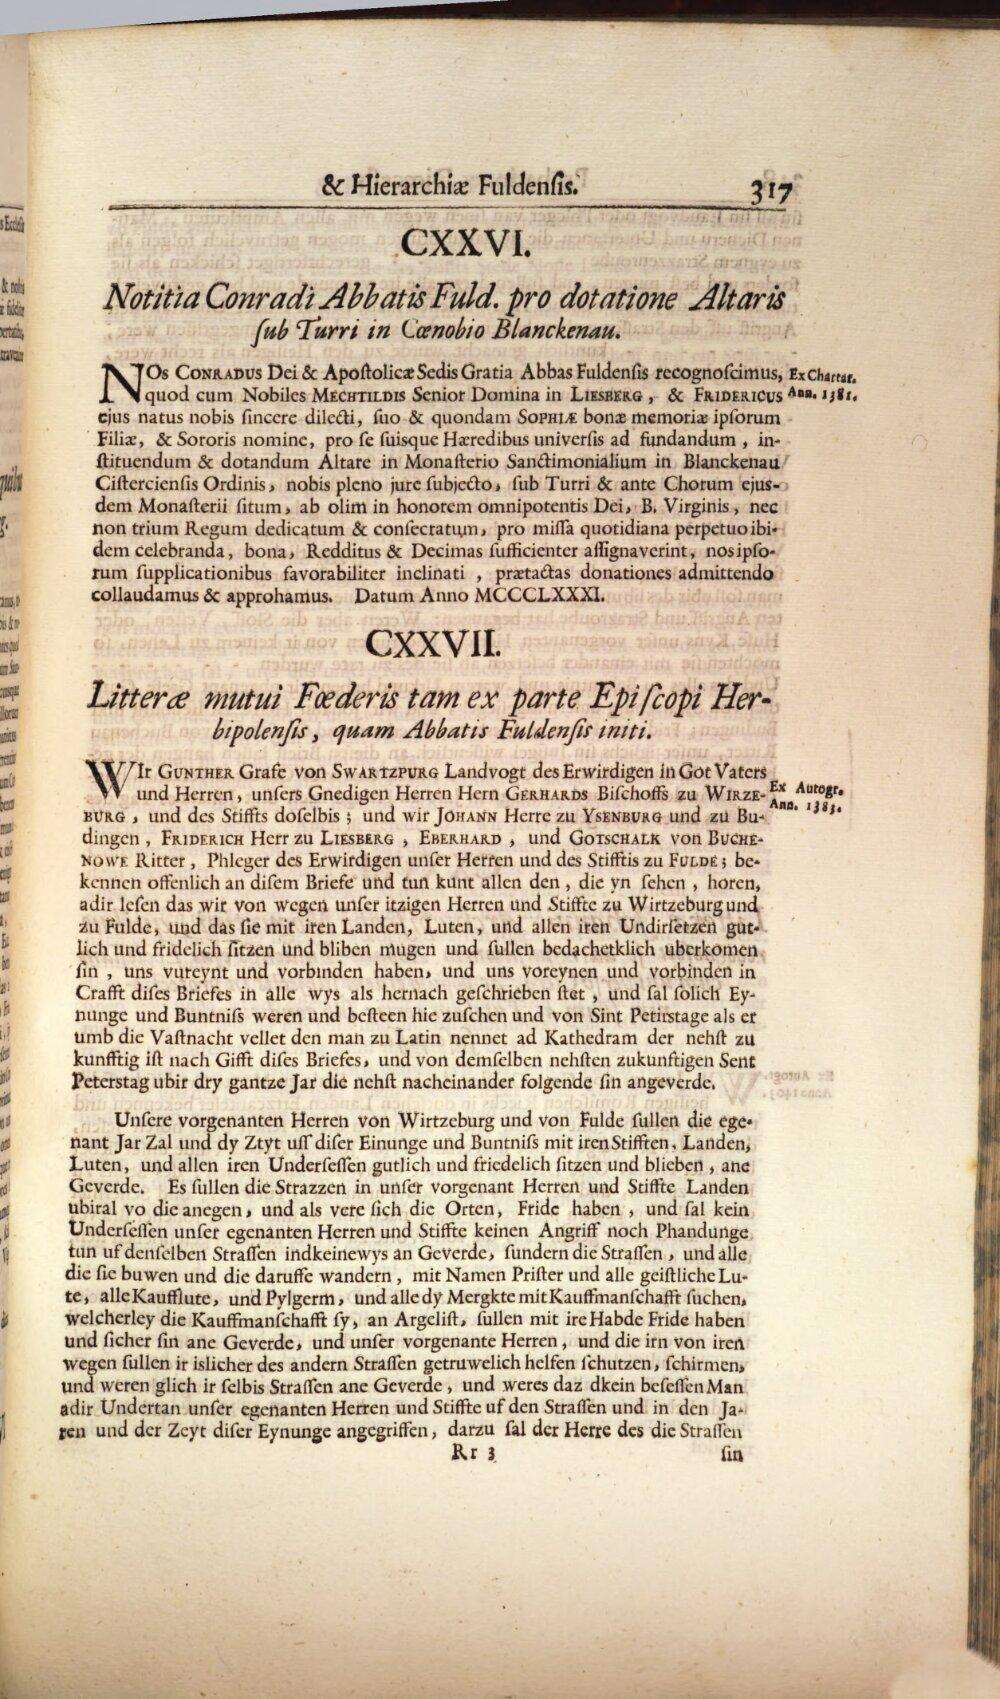 & Hierarchiæ Fuldenſis. 317
CXXVI.
Notitia Conradi Abbatis Fuld. pro dotatione Altaris
ſub Turri in Cœnobio Blanckenau.
NOs CONRADUS Dei & Apoſtolicæ Sedis Gratia Abbas Fuldenſis recognoſcimus, Ex Chartar.
quod cum Nobiles MECHTILDIS Senior Domina in LIESBERG, & FRIDERICUS Ann. 1381.
ejus natus nobis ſincere dilecti, ſuo & quondam SOPHIÆ bonæ memoriæ ipſorum
Filiæ, & Sororis nomine, pro ſe ſuisque Hæredibus univerſis ad fundandum, in-
ſtituendum & dotandum Altare in Monaſterio Sanctimonialium in Blanckenau
Ciſtercienſis Ordinis, nobis pleno jure ſubjecto, ſub Turri & ante Chorum ejus-
dem Monaſterii ſitum, ab olim in honorem omnipotentis Dei, B. Virginis, nec
non trium Regum dedicatum & conſecratum, pro miſſa quotidiana perpetuo ibi-
dem celebranda, bona, Redditus & Decimas ſufficienter aſſignaverint, nos ipſo-
rum ſupplicationibus favorabiliter inclinati, prætactas donationes admittendo
collaudamus & approhamus. Datum Anno MCCCLXXXI.
CXXVII.
Litteræ mutui Fœderis tam ex parte Epiſcopi Her-
bipolenſis, quam Abbatis Fuldenſis initi.
WIr GUNTHER Grafe von SWARTZPURG Landvogt des Erwirdigen in Got Vaters
und Herren, unſers Gnedigen Herren Hern GERHARDS Biſchoffs zu WIRZE- Ex Autogr.
BURG, und des Stiffts doſelbis; und wir JOHANN Herre zu YSENBURG und zu Bu- Ann. 1383.
dingen, FRIDERICH Herr zu LIESBERG, EBERHARD, und GOTSCHALK von BUCHE-
NOWE Ritter, Phleger des Erwirdigen unſer Herren und des Stifftis zu FULDE; be-
kennen offenlich an diſem Briefe und tun kunt allen den, die yn ſehen, horen,
adir leſen das wir von wegen unſer itzigen Herren und Stiffte zu Wirtzeburg und
zu Fulde, und das ſie mit iren Landen, Luten, und allen iren Undirſetzen gut-
lich und fridelich ſitzen und bliben mugen und ſullen bedachetklich uberkomen
ſin, uns vureynt und vorbinden haben, und uns voreynen und vorbinden in
Crafft diſes Briefes in alle wys als hernach geſchrieben ſtet, und ſal ſolich Ey-
nunge und Buntniſs weren und beſteen hie zuſchen und von Sint Petirstage als er
umb die Vaſtnacht vellet den man zu Latin nennet ad Kathedram der nehſt zu
kunfftig iſt nach Gifft diſes Briefes, und von demſelben nehſten zukunftigen Sent
Peterstag ubir dry gantze Jar die nehſt nacheinander folgende ſin angeverde.
Unſere vorgenanten Herren von Wirtzeburg und von Fulde ſullen die ege-
nant Jar Zal und dy Ztyt uſſ diſer Einunge und Buntniſs mit iren Stifften, Landen,
Luten, und allen iren Underſeſſen gutlich und friedelich ſitzen und blieben, ane
Geverde. Es ſullen die Strazzen in unſer vorgenant Herren und Stiffte Landen
ubiral vo die anegen, und als vere ſich die Orten, Fride haben, und ſal kein
Underſeſſen unſer egenanten Herren und Stiffte keinen Angriff noch Phandunge
tun uf denſelben Straſſen indkeinewys an Geverde, ſundern die Straſſen, und alle
die ſie buwen und die daruffe wandern, mit Namen Priſter und alle geiſtliche Lu-
te, alle Kaufflute, und Pylgerm, und alle dy Mergkte mit Kauffmanſchafft ſuchen,
welcherley die Kauffmanſchafft ſy, an Argeliſt, ſullen mit ire Habde Fride haben
und ſicher ſin ane Geverde, und unſer vorgenante Herren, und die irn von iren
wegen ſullen ir islicher des andern Straſſen getruwelich helfen ſchutzen, ſchirmen,
und weren glich ir ſelbis Straſſen ane Geverde, und weres daz dkein beſeſſen Man
adir Undertan unſer egenanten Herren und Stiffte uf den Straſſen und in den Ja-
ren und der Zeyt diſer Eynunge angegriffen, darzu ſal der Herre des die Straſſen
Rr 3 ſin